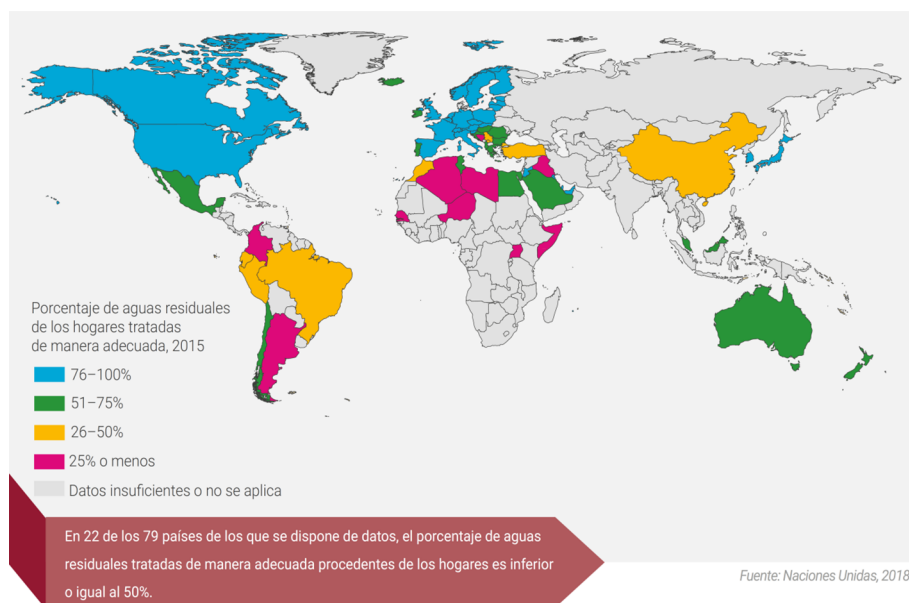 Porcentaje de aguas residuales
de los hogares tratadas
de manera adecuada, 2015
76–100%
51–75%
26–50%
25% o menos
Datos insuficientes o no se aplica
En 22 de los 79 países de los que se dispone de datos, el porcentaje de aguas
residuales tratadas de manera adecuada procedentes de los hogares es inferior
o igual al 50%.
Fuente: Naciones Unidas, 2018